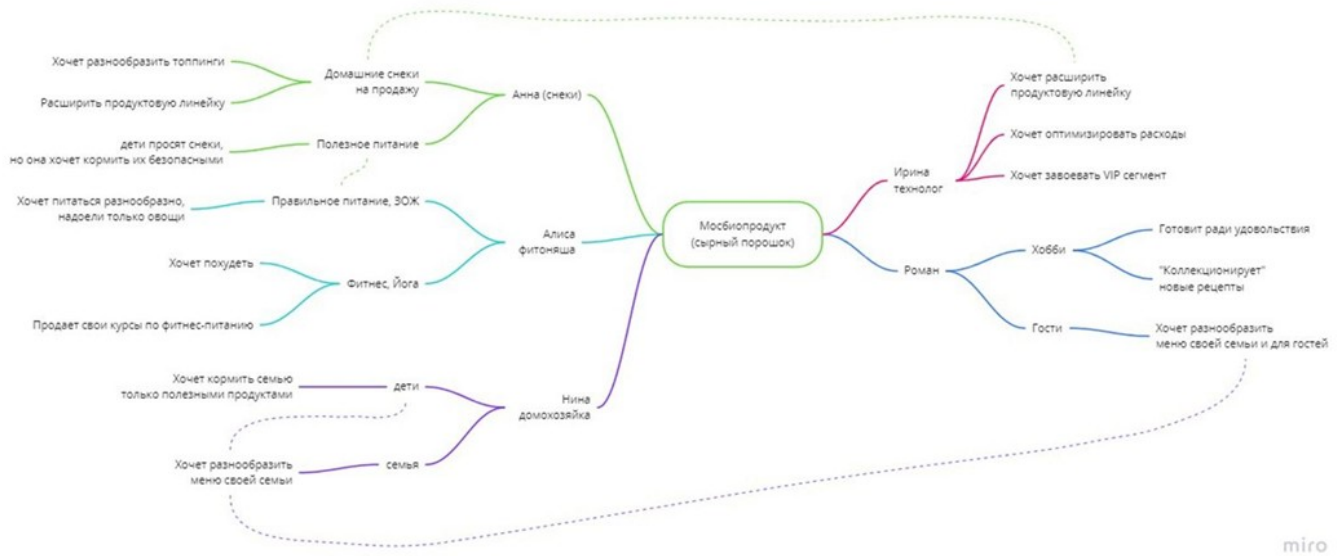 Хочет разнообразить топпинги
Расширить продуктовую линейку
Домашние снеки
на продажу
дети просят снеки,
но она хочет кормить их безопасными
Полезное питание
Анна (снеки)
Хочет питаться разнообразно,
надоели только овощи
Правильное питание, ЗОЖ
Хочет похудеть
Продает свои курсы по фитнес-питанию
Фитнес, Йога
Алиса
фитоняша
Хочет кормить семью
только полезными продуктами
дети
Хочет разнообразить
меню своей семьи
семья
Нина
домохозяйка
Мосбиопродукт
(сырный порошок)
Ирина
технолог
Хочет расширить
продуктовую линейку
Хочет оптимизировать расходы
Хочет завоевать VIP сегмент
Роман
Хобби
Готовит ради удовольствия
"Коллекционирует"
новые рецепты
Гости
Хочет разнообразить
меню своей семьи и для гостей
miro